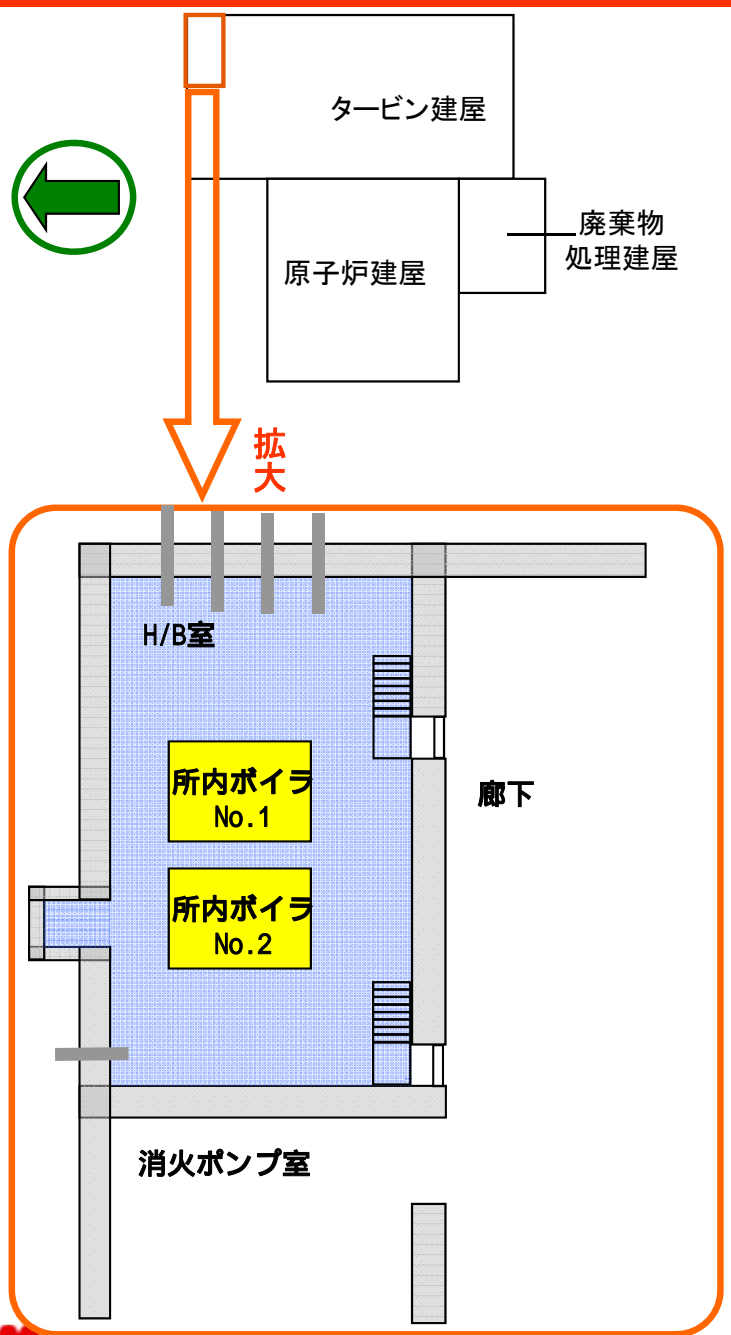 タービン建屋
廃棄物
処理建屋
原子炉建屋
拡
大
H/B室
所内ボイラ
No.1
廊下
所内ボイラ
No.2
消火ポンプ室